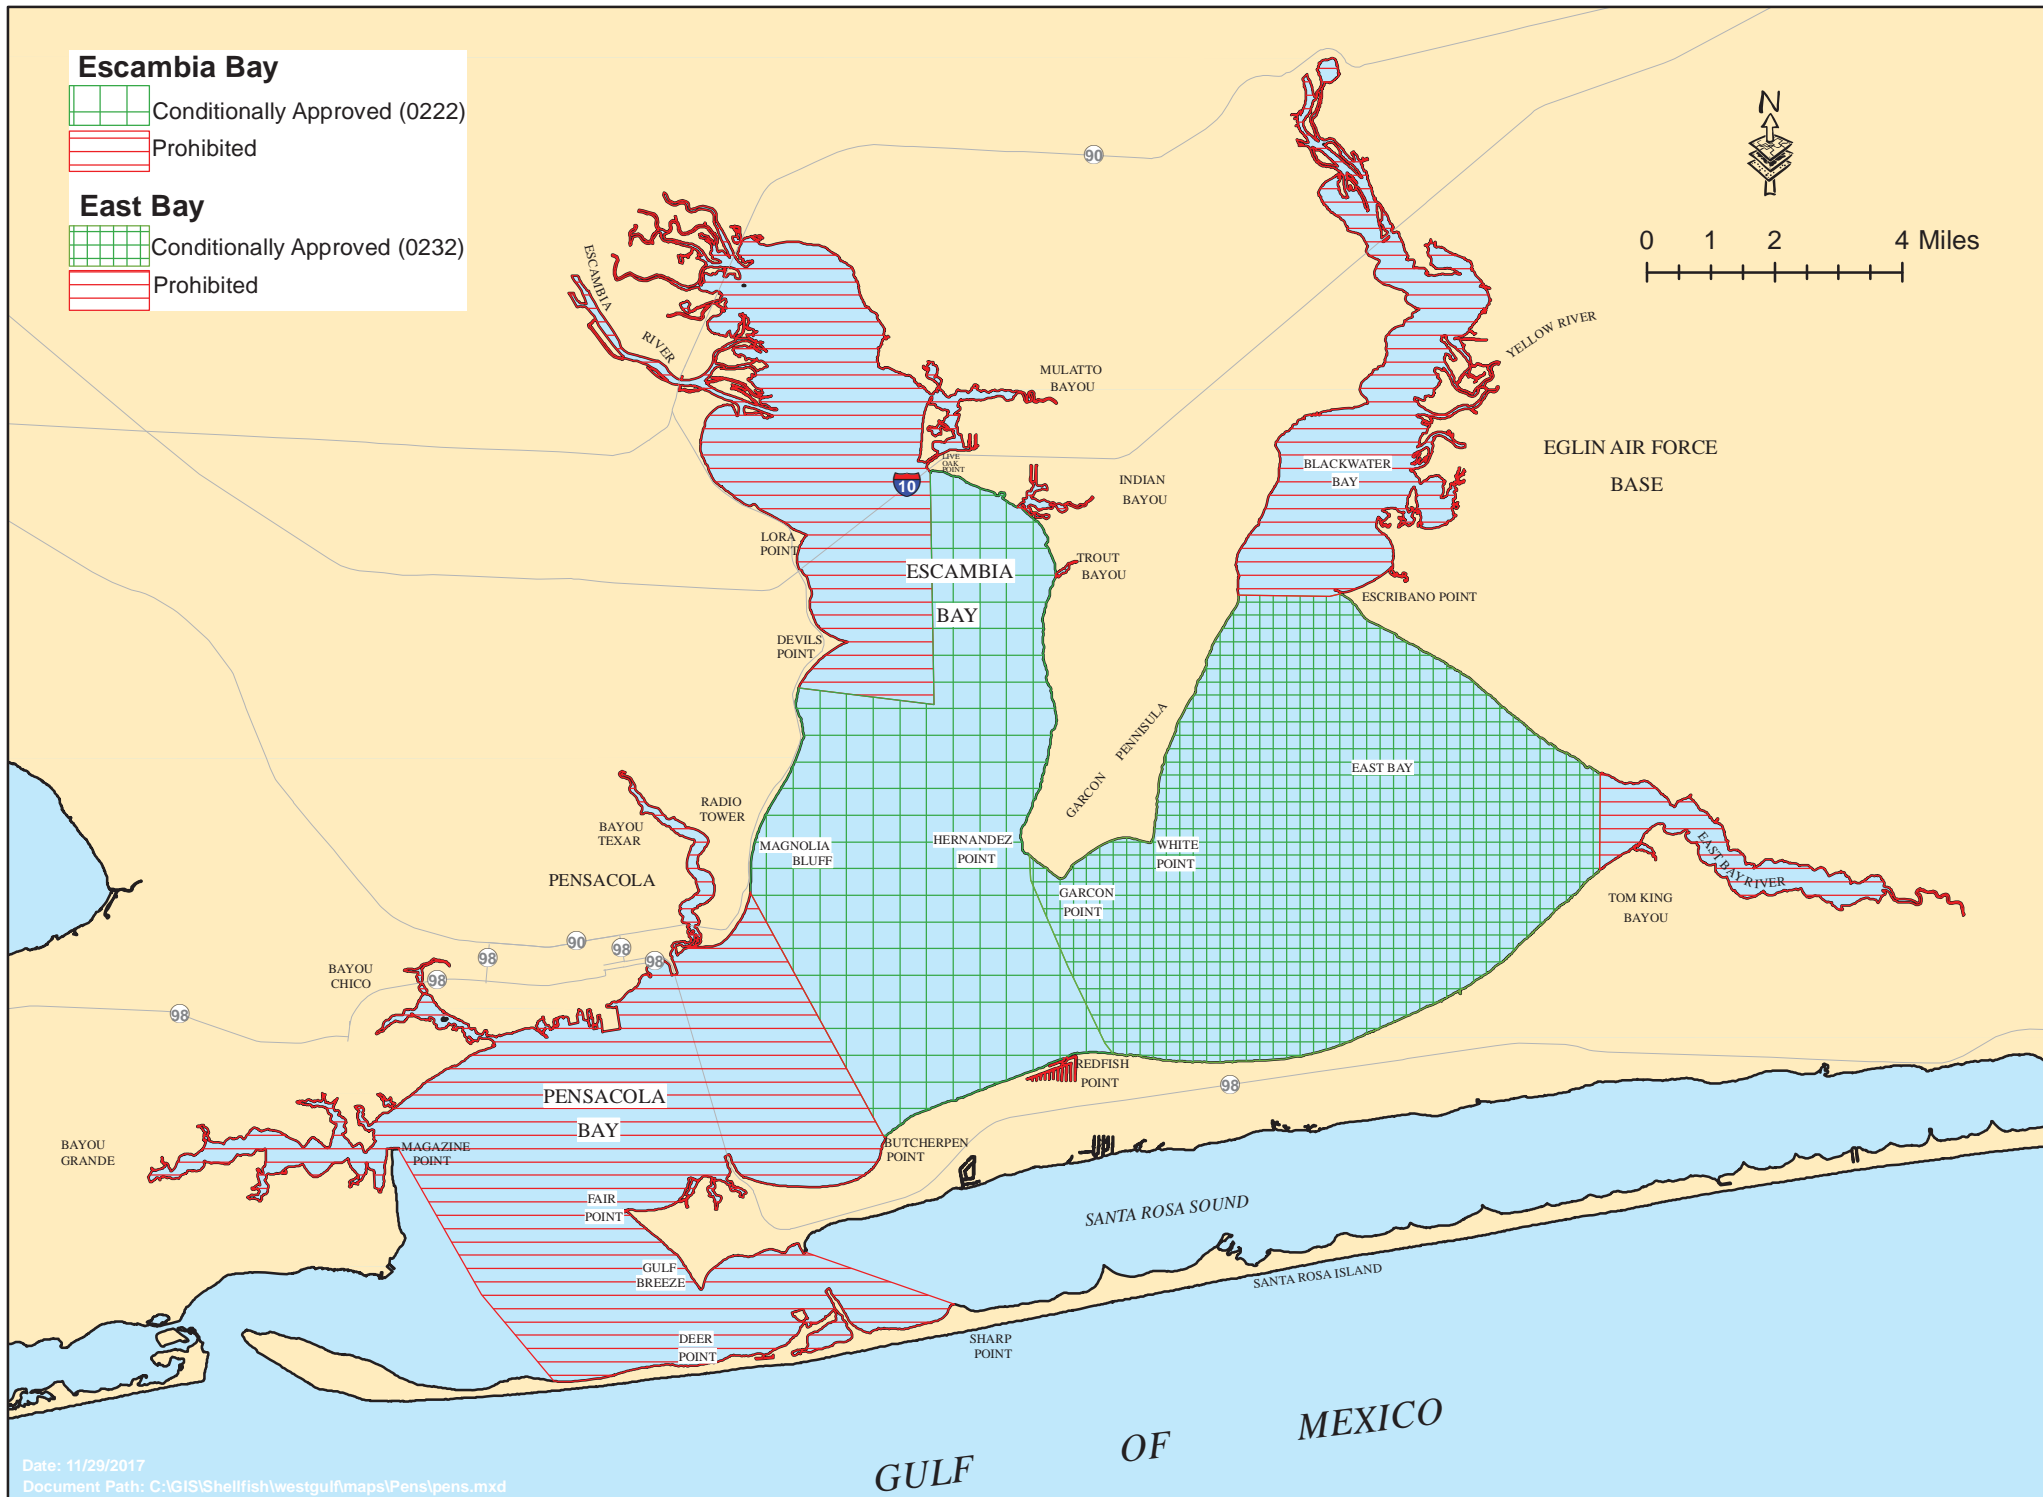 Escambia Bay
Conditionally Approved (0222)
Prohibited
East Bay
Conditionally Approved (0232)
Prohibited
N
0 1 2 4 Miles
90
ESCAMBIA
RIVER
MULATTO
BAYOU
YELLOW RIVER
EGLIN AIR FORCE
BASE
LIVE
OAK
POINT
10
BLACKWATER
BAY
INDIAN
BAYOU
LORA
POINT
TROUT
BAYOU
ESCAMBIA
BAY
ESCRIBANO POINT
DEVILS
POINT
GARCON PENNISULA
EAST BAY
RADIO
TOWER
BAYOU
TEXAR
MAGNOLIA
BLUFF
HERNANDEZ
POINT
WHITE
POINT
PENSACOLA
GARCON
POINT
EAST BAY RIVER
TOM KING
BAYOU
90
98
98
98
BAYOU
CHICO
98
98
REDFISH
POINT
98
PENSACOLA
BAY
BAYOU
GRANDE
MAGAZINE
POINT
BUTCHERPEN
POINT
FAIR
POINT
SANTA ROSA SOUND
GULF
BREEZE
SANTA ROSA ISLAND
DEER
POINT
SHARP
POINT
GULF OF MEXICO
Date: 11/29/2017
Document Path: C:\GIS\Shellfish\westgulf\maps\Pens\pens.mxd